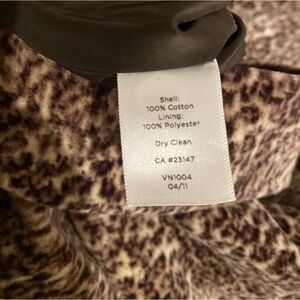 Shell:
100% Cotton
Lining:
100% Polyester
Dry Clean
CA #23147
VN1004
04/11